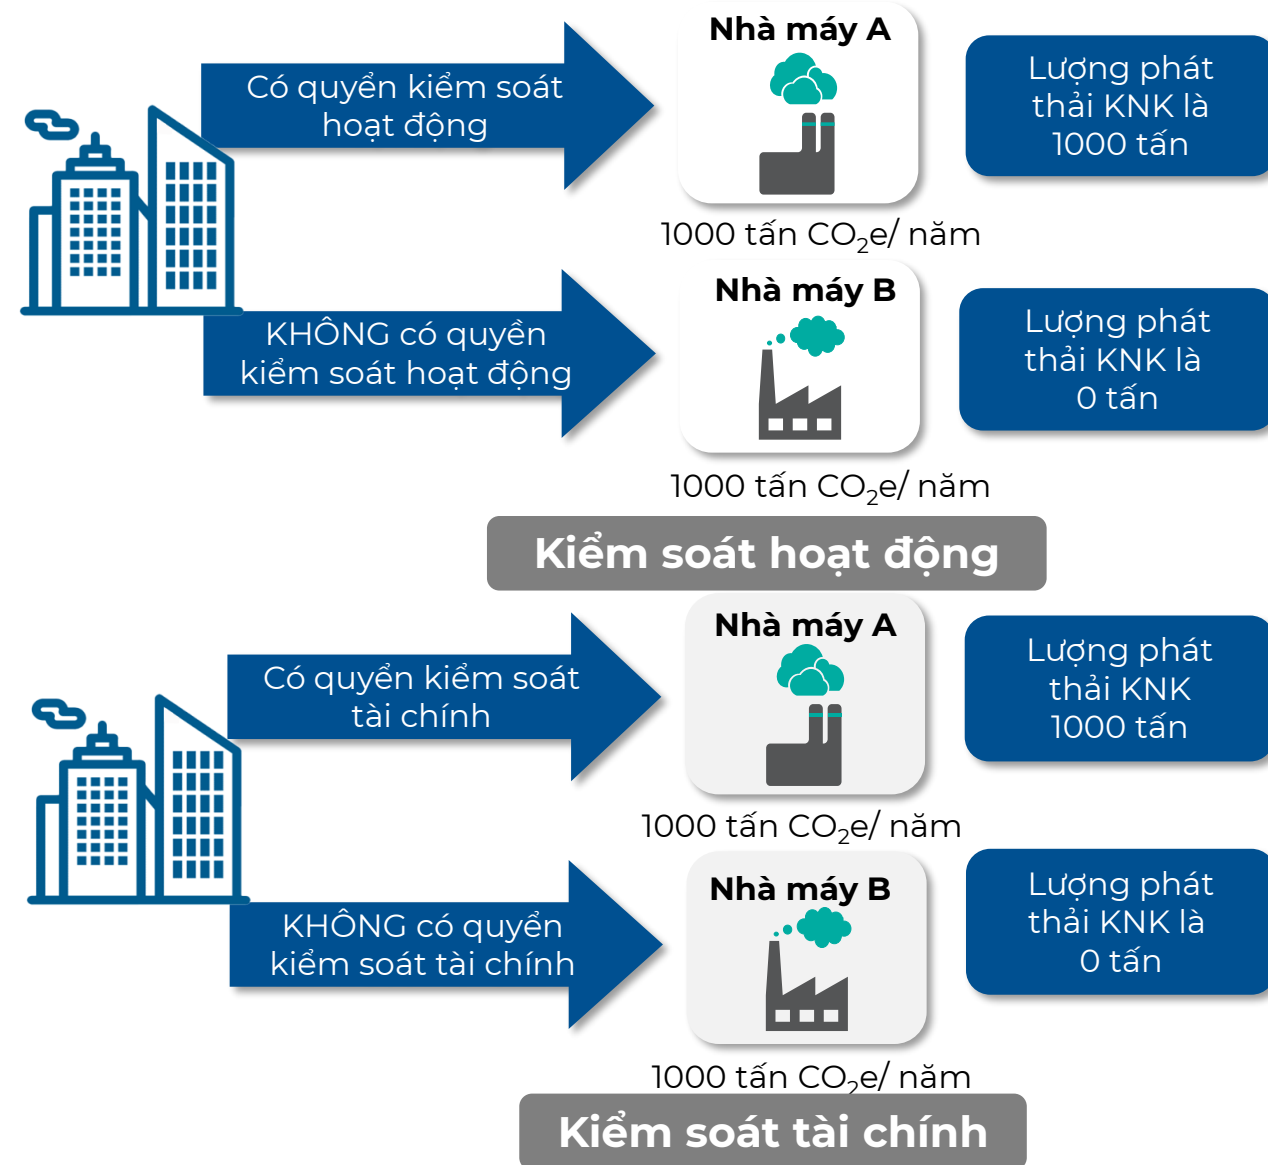 Có quyển kiểm soát
hoạt động
Nhà máy A
Lượng phát
thải KNK là
1000 tấn
1000 tấn CO₂e/ năm
KHÔNG có quyền
kiểm soát hoạt động
Nhà máy B
Lượng phát
thải KNK là
0 tấn
1000 tấn CO₂e/ năm
Kiểm soát hoạt động
Có quyển kiểm soát
tài chính
Nhà máy A
Lượng phát
thải KNK
1000 tấn
1000 tấn CO₂e/ năm
KHÔNG có quyển
kiểm soát tài chính
Nhà máy B
Lượng phát
thải KNK là
0 tấn
1000 tấn CO₂e/ năm
Kiểm soát tài chính